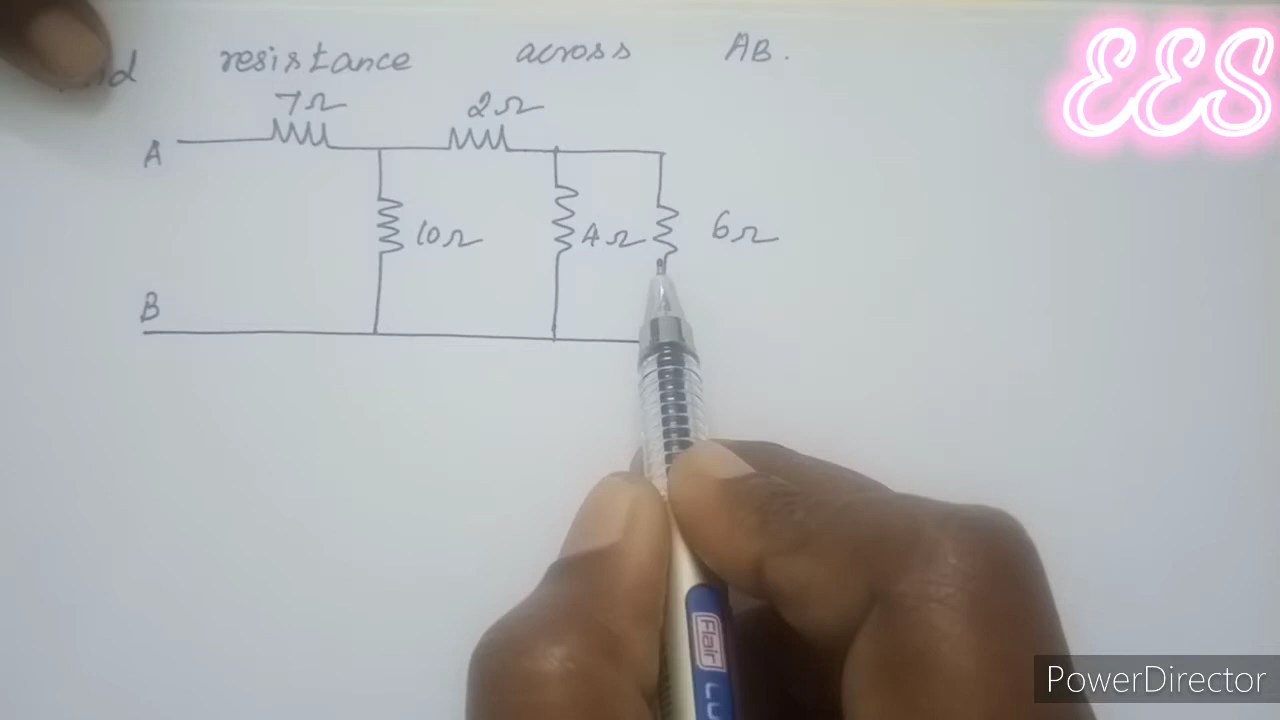 resistance across AB.
7Ω 2Ω
A
10Ω 4Ω 6Ω
B
EES
Flair
PowerDirector